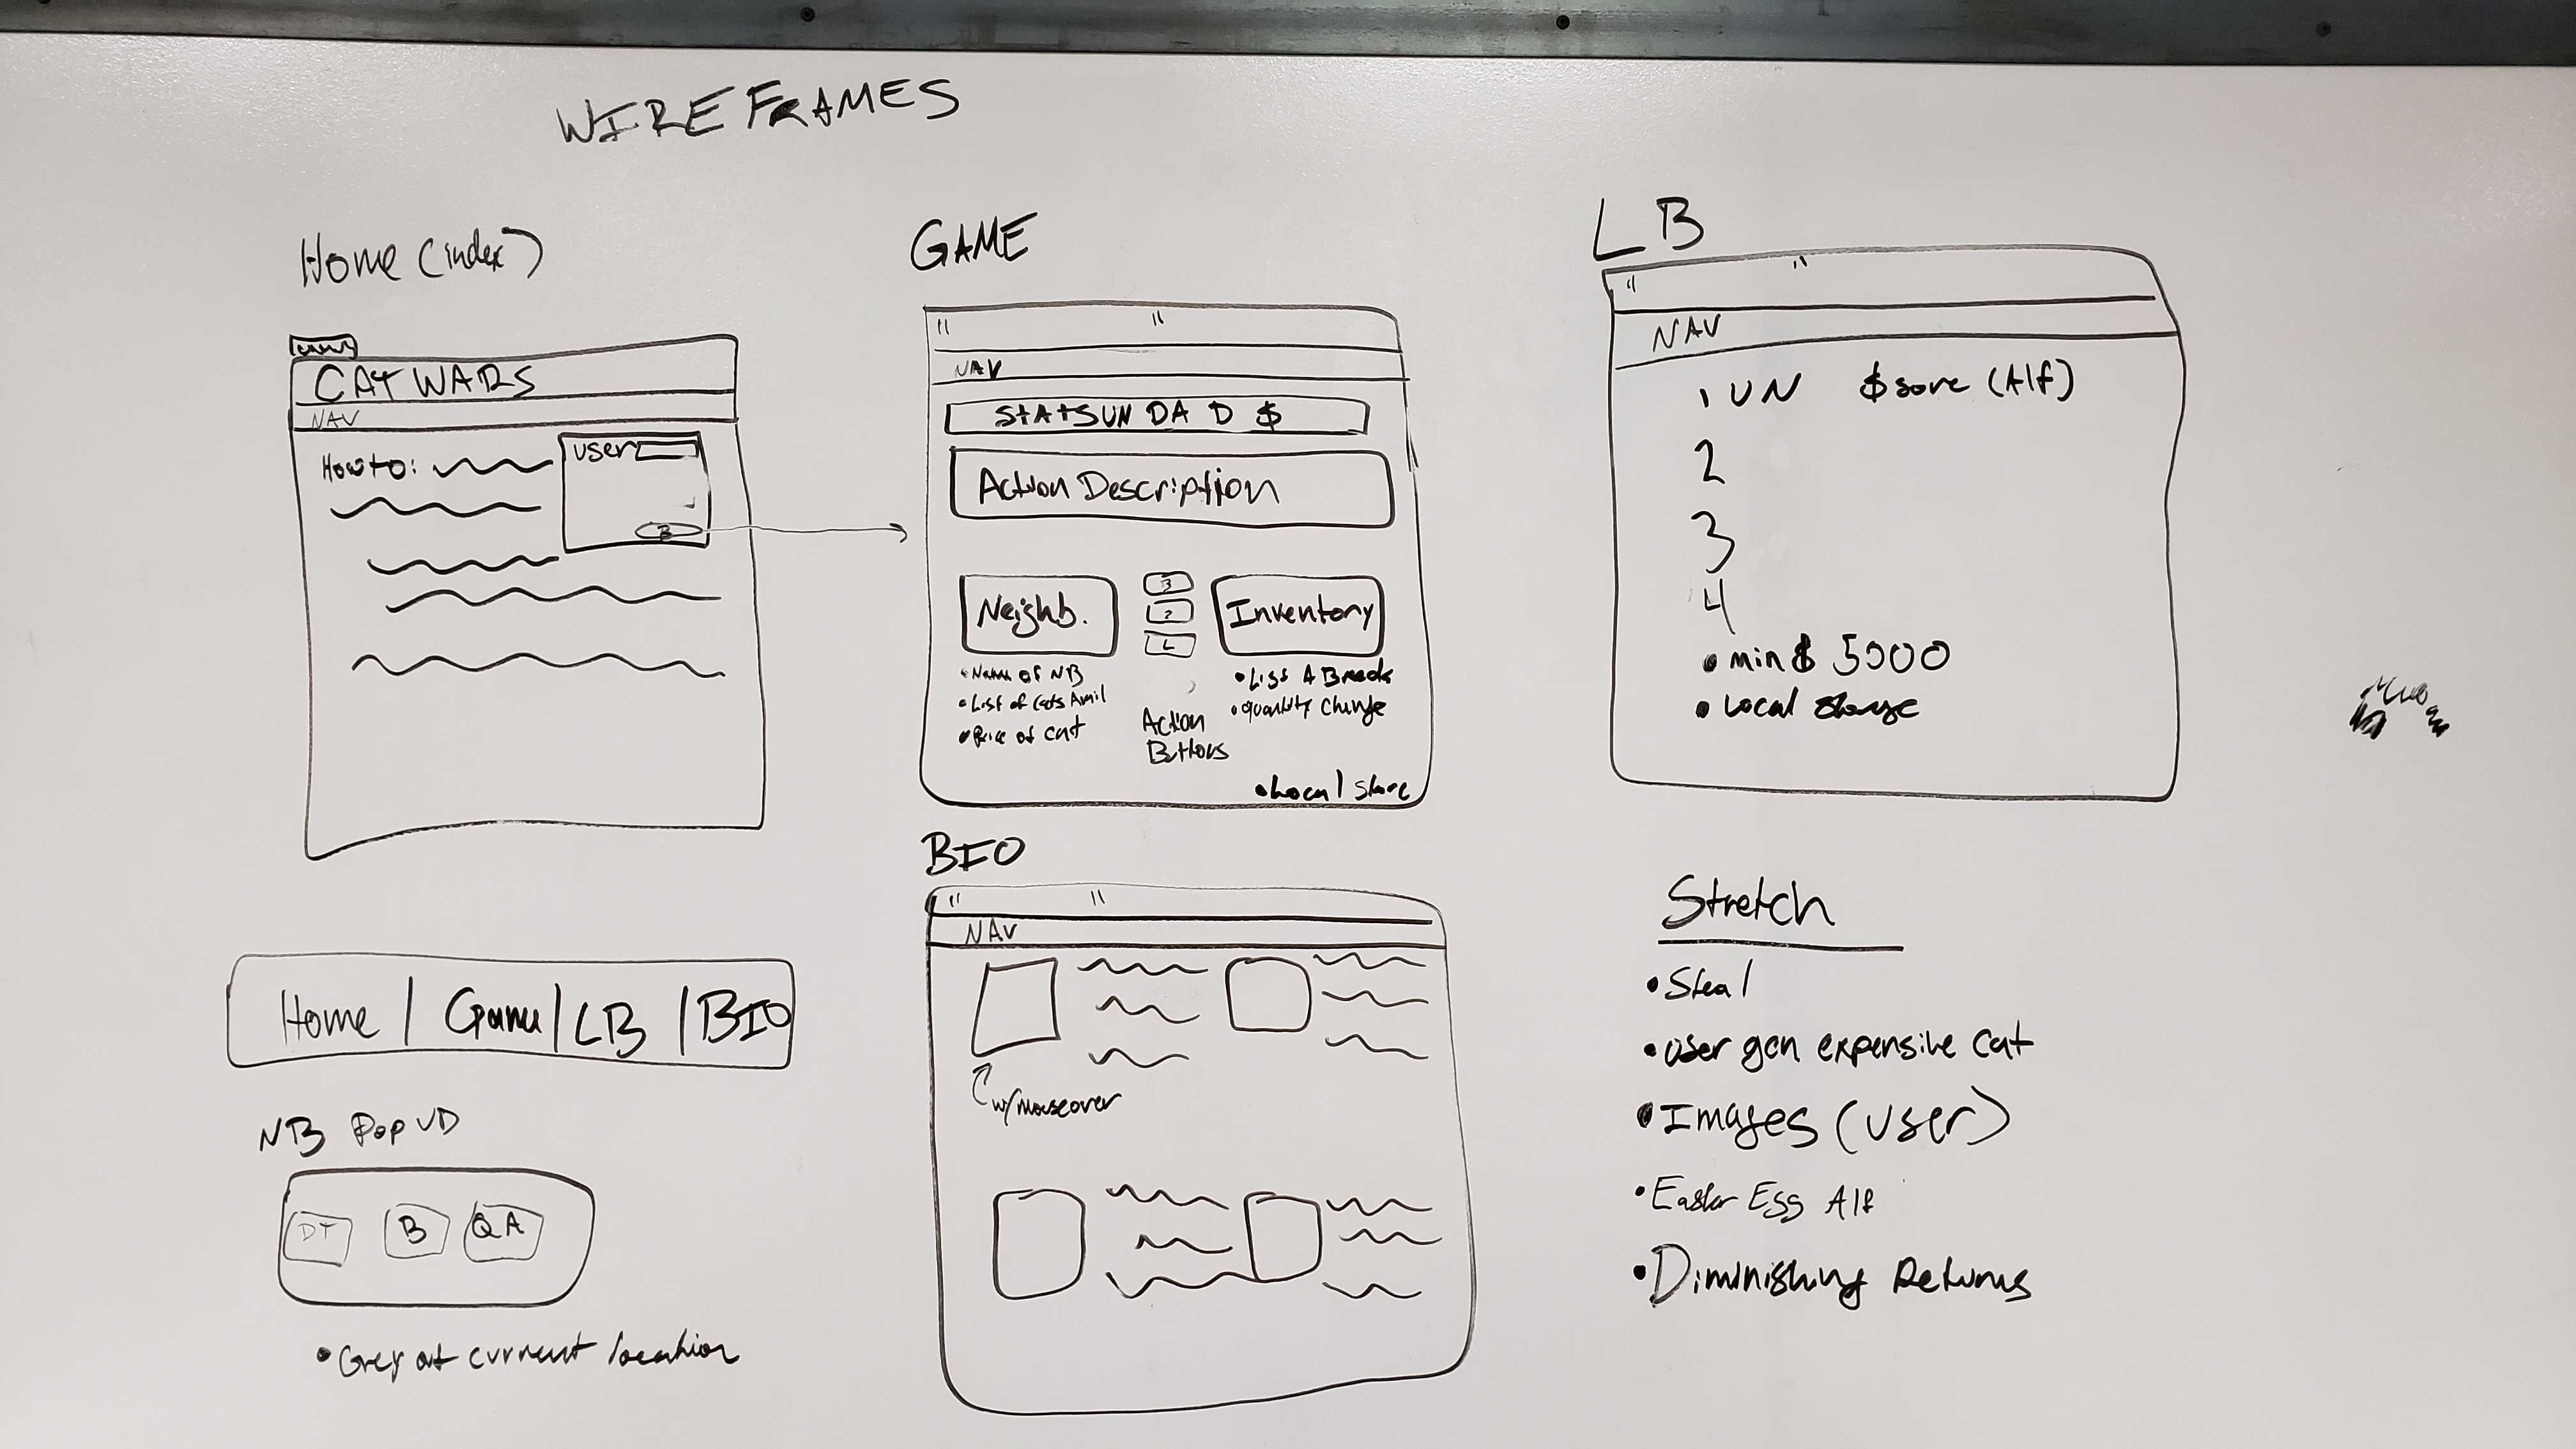 WIREFRAMES
Home (index)
CAT WARS
NAV
How to:
user
B
Home | Game | LB | BIO
NB Pop UP
DT B QA
• Grey out current location
GAME
" "
NAV
STATS UN DA D $
Action Description
Neighb.
B
L
Inventory
• Name of NB
• List of Cats Avail
• Price of cat
Action
Buttons
• List 4 Breeds
• Quantity Change
• Local Store
BIO
" "
NAV
w/mouseover
LB
" "
NAV
1 UN $ sore (Alf)
2
3
4
• min $ 5000
• Local Storage
Stretch
• Steal
• User gen expensive cat
• Images (user)
• Easter Egg Alf
• Diminishing Returns